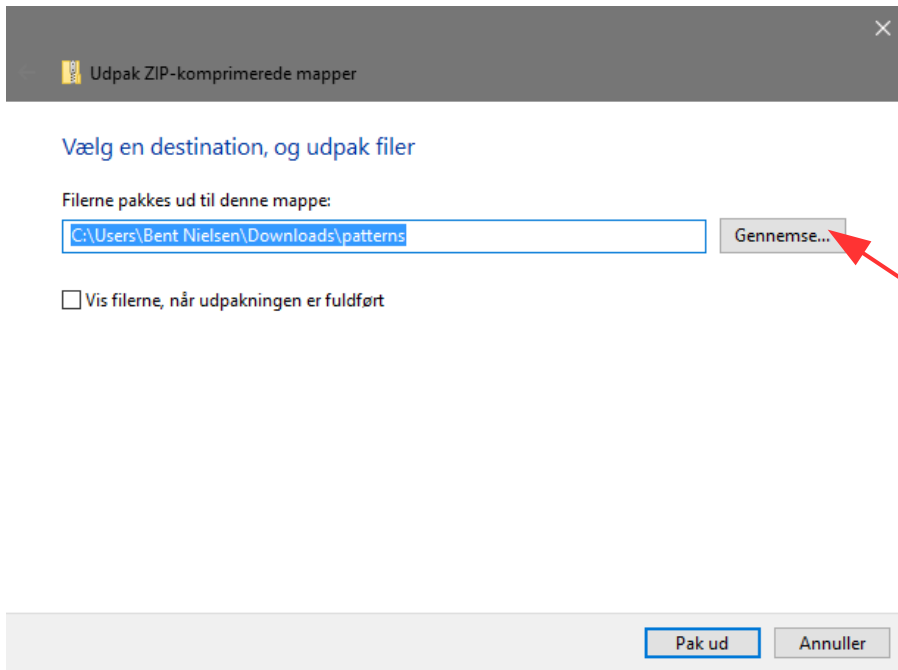 Udpak ZIP-komprimerede mapper
Vælg en destination, og udpak filer
Filerne pakkes ud til denne mappe:
C:\Users\Bent Nielsen\Downloads\patterns
Gennemse...
Vis filerne, når udpakningen er fuldført
Pak ud
Annuller